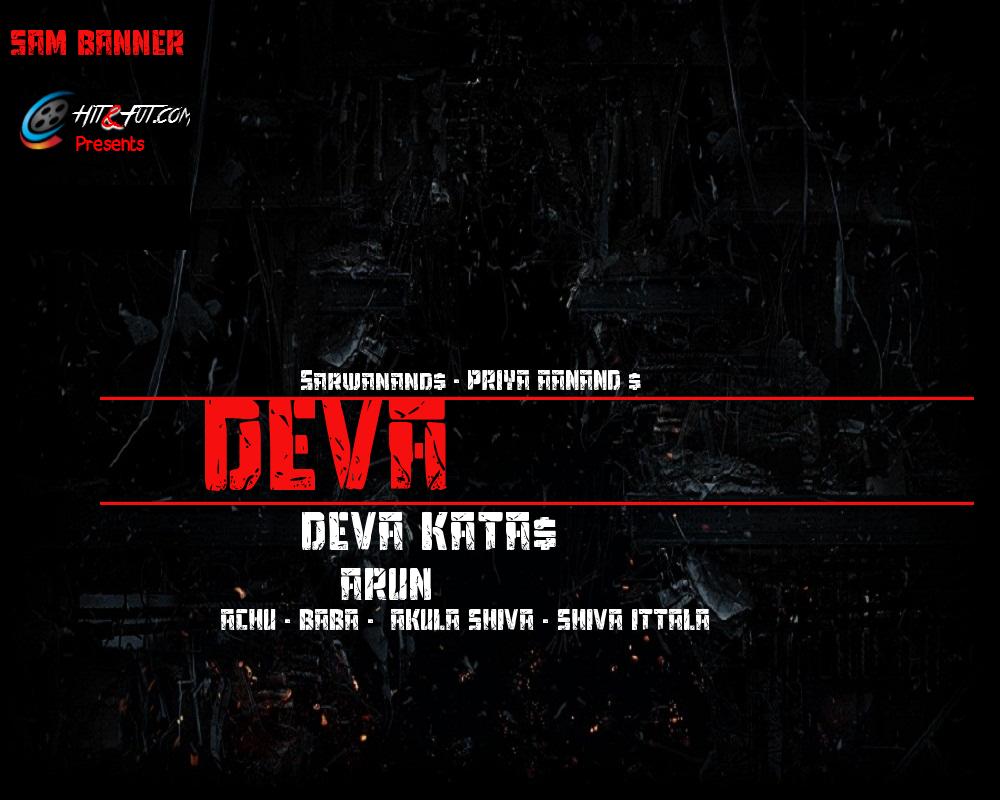 SAM BANNER
HIT&FUT.COM
Presents
SARWANAND$ - PRIYA AANAND $
DEVA
DEVA KATA$
ARUN
ACHU - BABA - AKULA SHIVA - SHIVA ITTALA